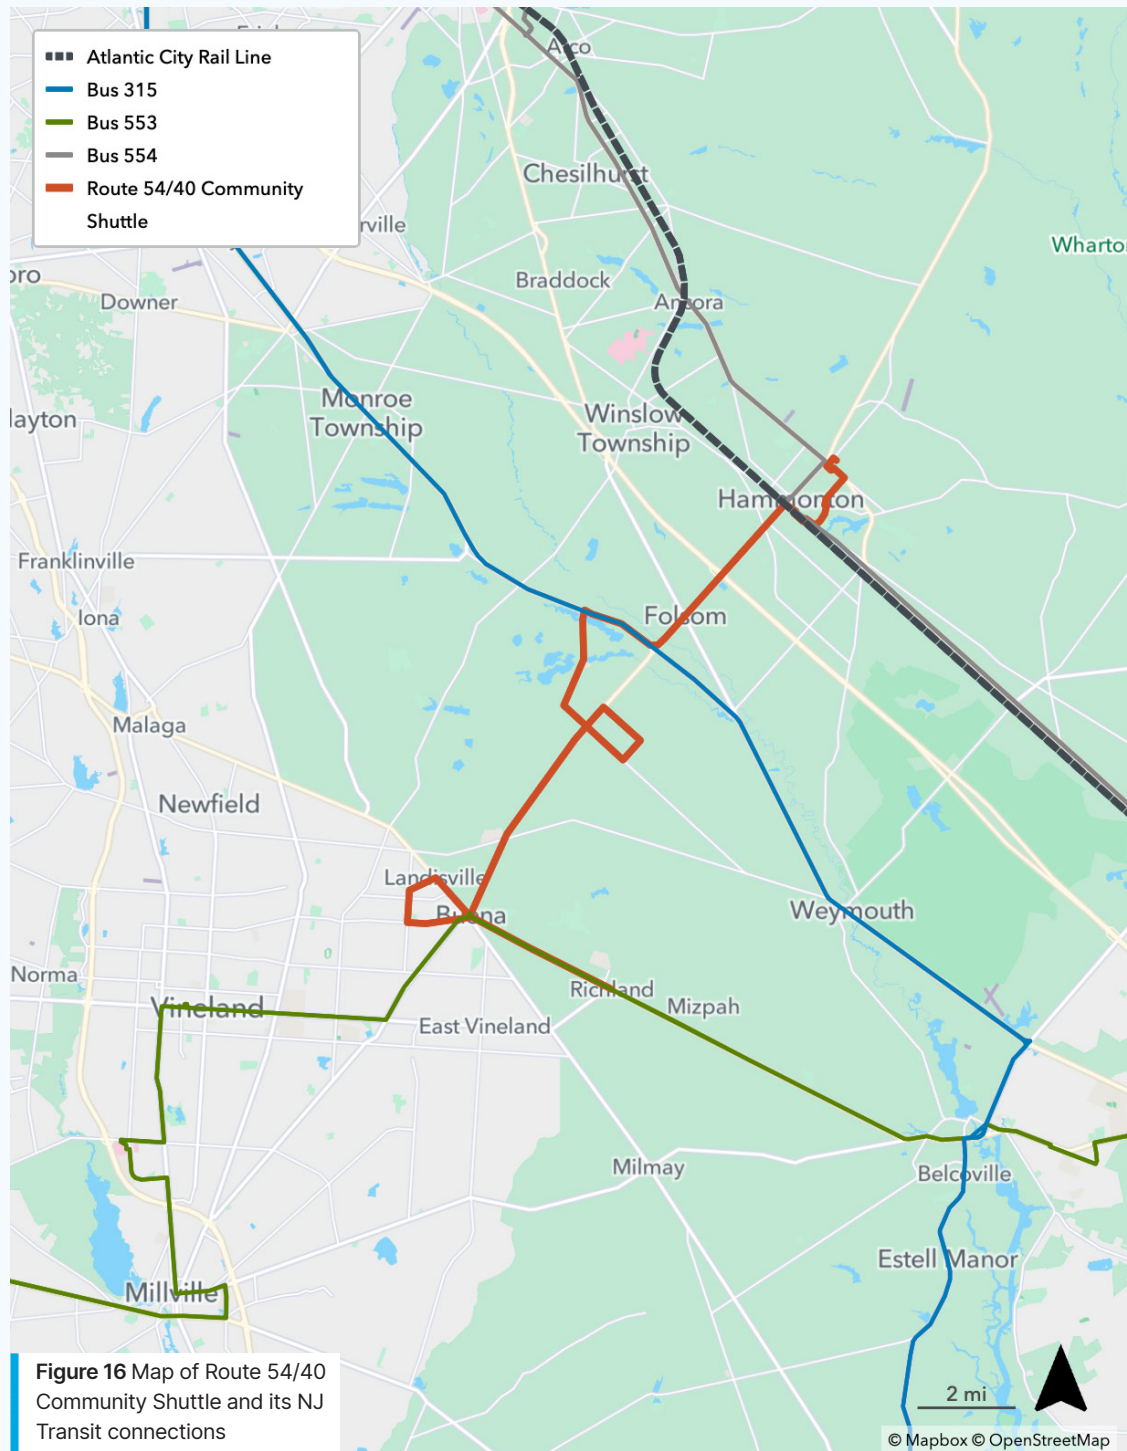 Atlantic City Rail Line
Bus 315
Bus 553
Bus 554
Route 54/40 Community
Shuttle
Chesilhurst
Wharto
Braddock
Downer
Ancora
Monroe
Township
Winslow
Township
Hammonton
Franklinville
Iona
Folsom
Malaga
Newfield
Landisville
Buena
Weymouth
Norma
Richland
Mizpah
Vineland
East Vineland
Milmay
Belcoville
Estell Manor
Millville
Figure 16 Map of Route 54/40
Community Shuttle and its NJ
Transit connections
2 mi
© Mapbox © OpenStreetMap